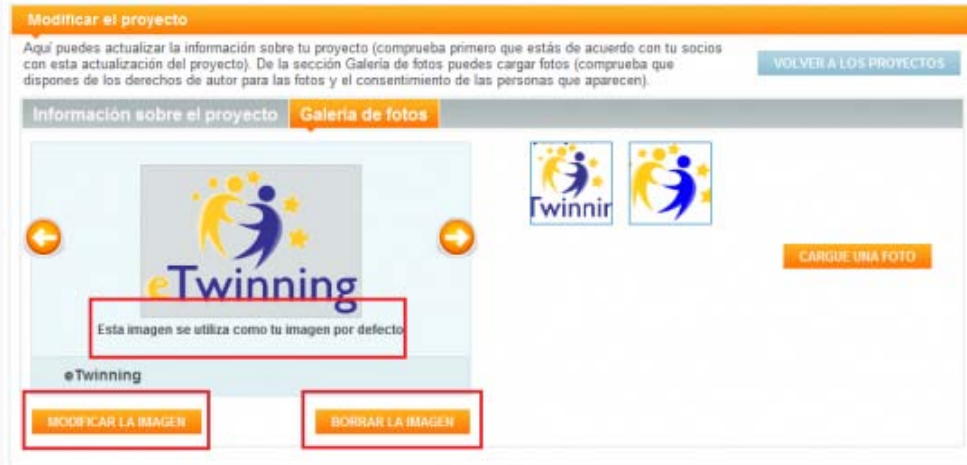 Modificar el proyecto
Aquí puedes actualizar la información sobre tu proyecto (comprueba primero que estás de acuerdo con tu socios
con esta actualización del proyecto). De la sección Galería de fotos puedes cargar fotos (comprueba que
dispones de los derechos de autor para las fotos y el consentimiento de las personas que aparecen).
VOLVER A LOS PROYECTOS
Información sobre el proyecto
Galería de fotos
eTwinning
Twinnir
CARGUE UNA FOTO
Esta imagen se utiliza como tu imagen por defecto
eTwinning
MODIFICAR LA IMAGEN
BORRAR LA IMAGEN